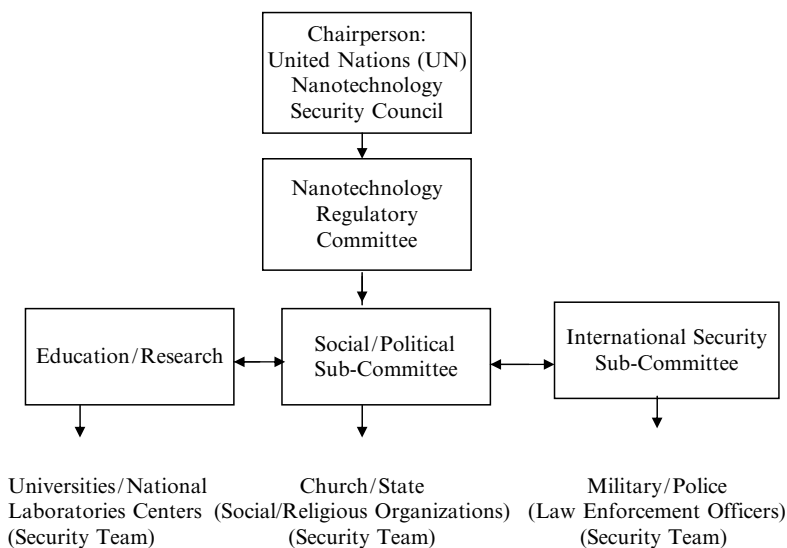 Chairperson:
United Nations (UN)
Nanotechnology
Security Council
Nanotechnology
Regulatory
Committee
Education/Research
Social/Political
Sub-Committee
International Security
Sub-Committee
Universities/National
Laboratories Centers
(Security Team)
Church/State
(Social/Religious Organizations)
(Security Team)
Military/Police
(Law Enforcement Officers)
(Security Team)